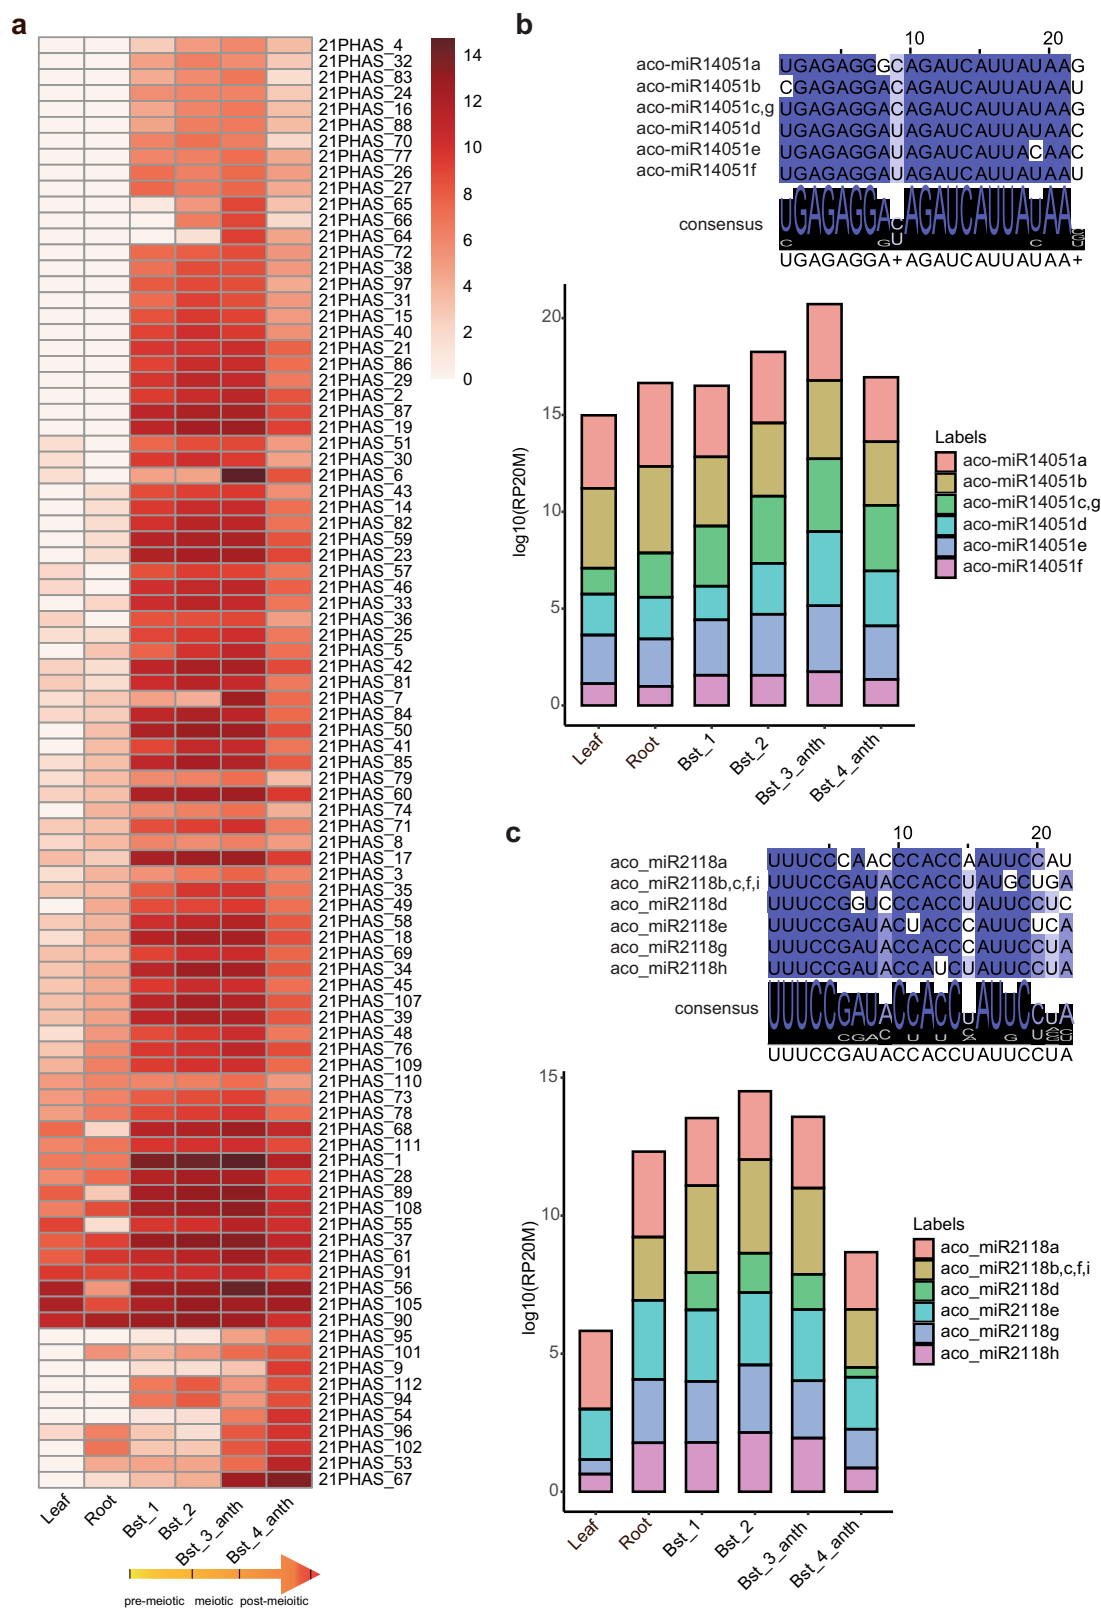 a
21PHAS_4
21PHAS_32
21PHAS_83
21PHAS_24
21PHAS_16
21PHAS_88
21PHAS_70
21PHAS_77
21PHAS_26
21PHAS_27
21PHAS_65
21PHAS_66
21PHAS_64
21PHAS_72
21PHAS_38
21PHAS_97
21PHAS_31
21PHAS_15
21PHAS_40
21PHAS_21
21PHAS_86
21PHAS_29
21PHAS_2
21PHAS_87
21PHAS_19
21PHAS_51
21PHAS_30
21PHAS_6
21PHAS_43
21PHAS_14
21PHAS_82
21PHAS_59
21PHAS_23
21PHAS_57
21PHAS_46
21PHAS_33
21PHAS_36
21PHAS_25
21PHAS_5
21PHAS_42
21PHAS_81
21PHAS_7
21PHAS_84
21PHAS_50
21PHAS_41
21PHAS_85
21PHAS_79
21PHAS_60
21PHAS_74
21PHAS_71
21PHAS_8
21PHAS_17
21PHAS_3
21PHAS_35
21PHAS_49
21PHAS_58
21PHAS_18
21PHAS_69
21PHAS_34
21PHAS_45
21PHAS_107
21PHAS_39
21PHAS_48
21PHAS_76
21PHAS_109
21PHAS_110
21PHAS_73
21PHAS_78
21PHAS_68
21PHAS_111
21PHAS_1
21PHAS_28
21PHAS_89
21PHAS_108
21PHAS_55
21PHAS_37
21PHAS_61
21PHAS_91
21PHAS_56
21PHAS_105
21PHAS_90
21PHAS_95
21PHAS_101
21PHAS_9
21PHAS_112
21PHAS_94
21PHAS_54
21PHAS_96
21PHAS_102
21PHAS_53
21PHAS_67
14
12
10
8
6
4
2
0
Leaf
Root
Bst_1
Bst_2
Bst_3_anth
Bst_4_anth
pre-meiotic meiotic post-meioitic
b
10 20
aco-miR14051a UGAGAGGGCAGAUCAUUAUAAG
aco-miR14051b CGAGAGGACAGAUCAUUAUAAU
aco-miR14051c,g UGAGAGGACAGAUCAUUAUAAG
aco-miR14051d UGAGAGGAUAGAUCAUUAUAAC
aco-miR14051e UGAGAGGAUAGAUCAUUACAAC
aco-miR14051f UGAGAGGAUAGAUCAUUAUAAU
consensus
UGAGAGGA+AGAUCAUUAUAA+
20
15
10
5
0
log10(RP20M)
Leaf
Root
Bst_1
Bst_2
Bst_3_anth
Bst_4_anth
Labels
aco-miR14051a
aco-miR14051b
aco-miR14051c,g
aco-miR14051d
aco-miR14051e
aco-miR14051f
c
10 20
aco_miR2118a UUUCCCAACCCACCAAUUCCAU
aco_miR2118b,c,f,i UUUCCGAUACCACCUAUGCUGA
aco_miR2118d UUUCCGGUCCCACCUAUUCCUC
aco_miR2118e UUUCCGAUACUACCCAUUCUCA
aco_miR2118g UUUCCGAUACCACCCAUUCCUA
aco_miR2118h UUUCCGAUACCAUCUAUUCCUA
consensus
UUUCCGAUACCACCUAUUCCUA
15
10
5
0
log10(RP20M)
Leaf
Root
Bst_1
Bst_2
Bst_3_anth
Bst_4_anth
Labels
aco_miR2118a
aco_miR2118b,c,f,i
aco_miR2118d
aco_miR2118e
aco_miR2118g
aco_miR2118h